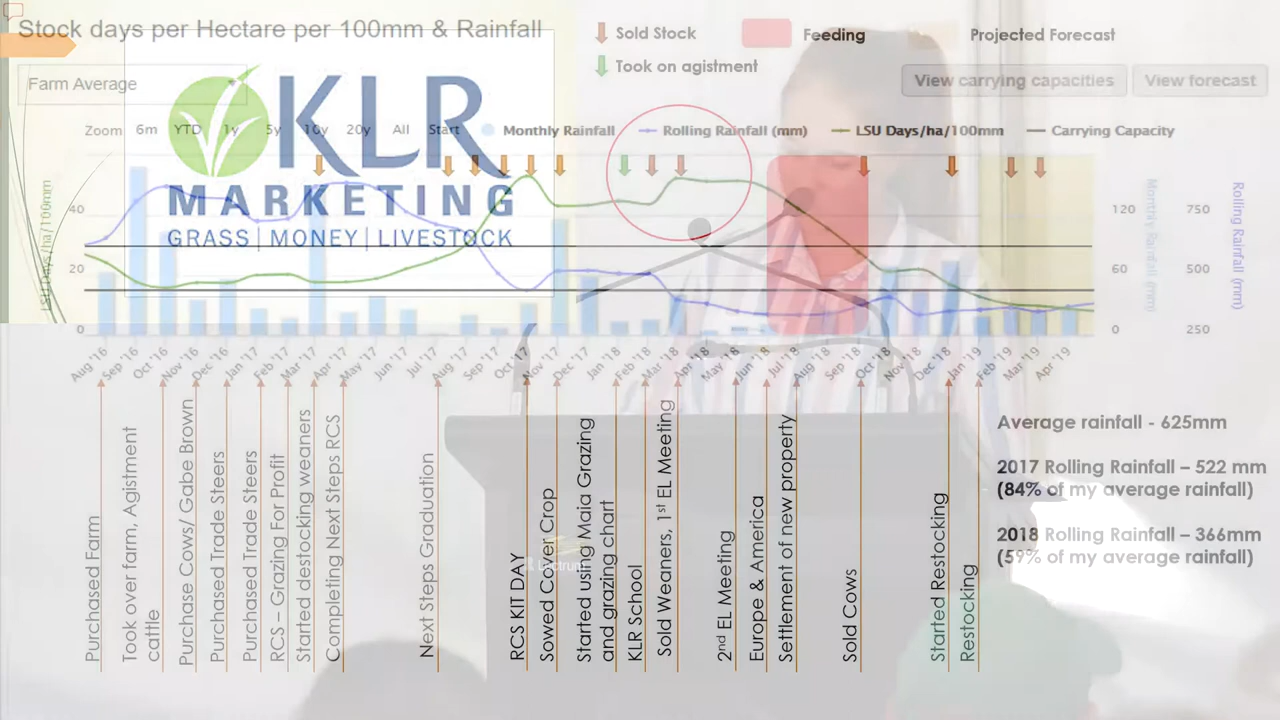 Stock days per Hectare per 100mm & Rainfall
Sold Stock
Feeding
Projected Forecast
Took on agistment
Farm Average
View carrying capacities
View forecast
KLR
MARKETING
GRASS | MONEY | LIVESTOCK
Zoom 6m YTD 1y 5y 10y 20y All Start
Monthly Rainfall
Rolling Rainfall (mm)
LSU Days/ha/100mm
Carrying Capacity
LSU Days/ha/100mm
40
20
0
120
60
0
Monthly Rainfall (mm)
750
500
250
Rolling Rainfall (mm)
Aug '16
Sep '16
Oct '16
Nov '16
Dec '16
Jan '17
Feb '17
Mar '17
Apr '17
May '17
Jul '17
Aug '17
Sep '17
Oct '17
Nov '17
Dec '17
Jan '18
Feb '18
Mar '18
Apr '18
May '18
Jun '18
Jul '18
Aug '18
Sep '18
Oct '18
Nov '18
Dec '18
Jan '19
Feb '19
Mar '19
Apr '19
Purchased Farm
Took over farm, Agistment
cattle
Purchase Cows/ Gabe Brown
Purchased Trade Steers
Purchased Trade Steers
RCS – Grazing For Profit
Started destocking weaners
Completing Next Steps RCS
Next Steps Graduation
RCS KIT DAY
Sowed Cover Crop
Started using Maia Grazing
and grazing chart
KLR School
Sold Weaners, 1st EL Meeting
2nd EL Meeting
Europe & America
Settlement of new property
Sold Cows
Started Restocking
Restocking
Average rainfall - 625mm
2017 Rolling Rainfall – 522 mm
(84% of my average rainfall)
2018 Rolling Rainfall – 366mm
(59% of my average rainfall)